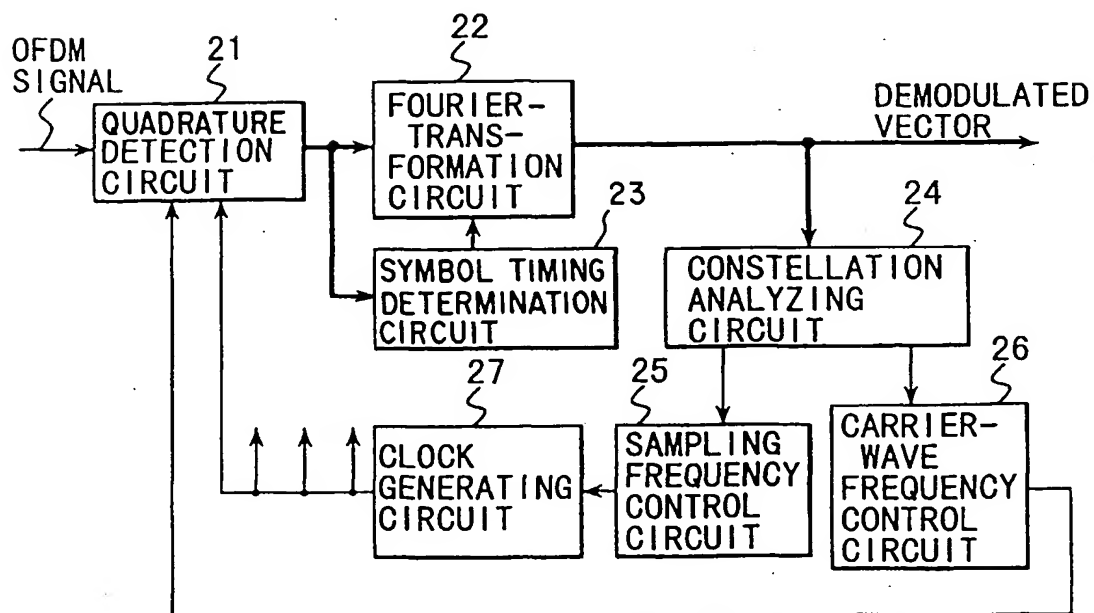 OFDM
SIGNAL
21
QUADRATURE
DETECTION
CIRCUIT
22
FOURIER-
TRANS-
FORMATION
CIRCUIT
DEMODULATED
VECTOR
23
SYMBOL TIMING
DETERMINATION
CIRCUIT
24
CONSTELLATION
ANALYZING
CIRCUIT
27
CLOCK
GENERATING
CIRCUIT
25
SAMPLING
FREQUENCY
CONTROL
CIRCUIT
26
CARRIER-
WAVE
FREQUENCY
CONTROL
CIRCUIT